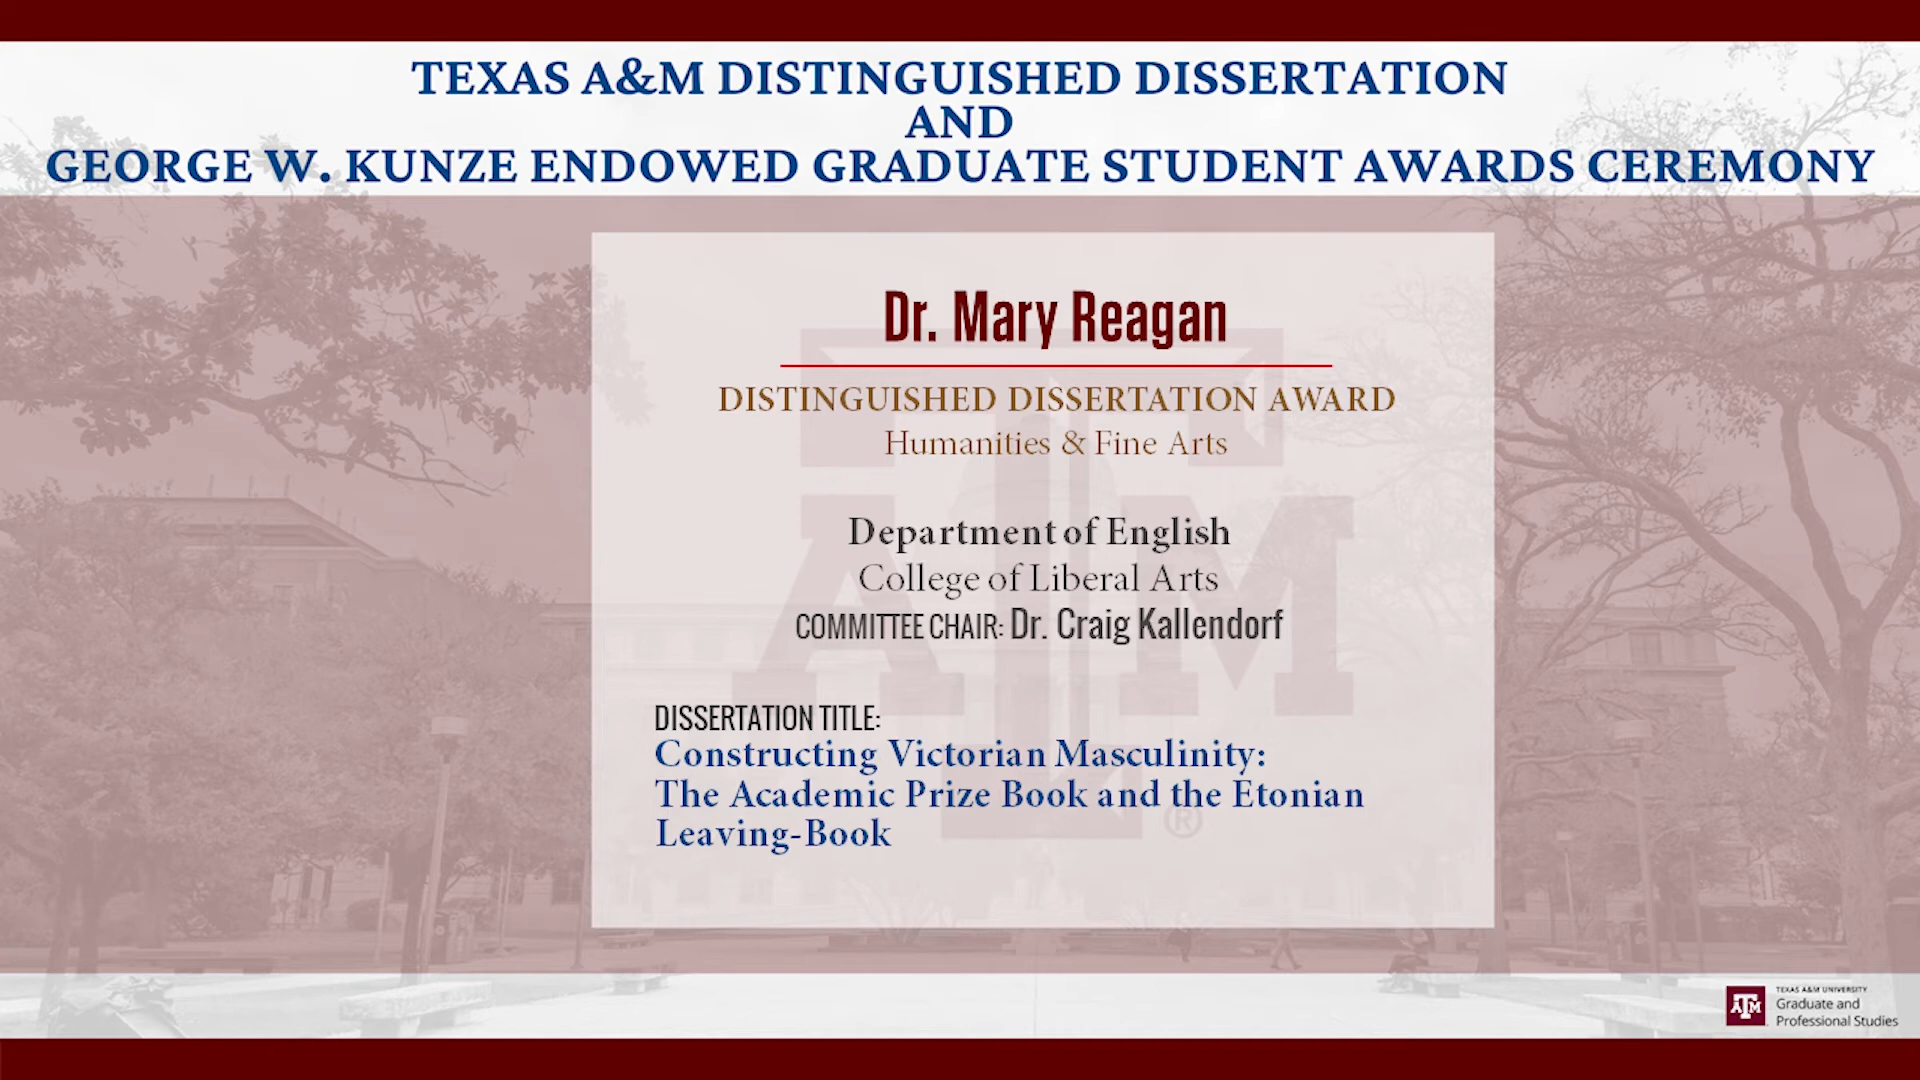 TEXAS A&M DISTINGUISHED DISSERTATION
AND
GEORGE W. KUNZE ENDOWED GRADUATE STUDENT AWARDS CEREMONY
Dr. Mary Reagan
DISTINGUISHED DISSERTATION AWARD
Humanities & Fine Arts
Department of English
College of Liberal Arts
COMMITTEE CHAIR: Dr. Craig Kallendorf
DISSERTATION TITLE:
Constructing Victorian Masculinity:
The Academic Prize Book and the Etonian
Leaving-Book
ATM
®
ATM
TEXAS A&M UNIVERSITY
Graduate and
Professional Studies